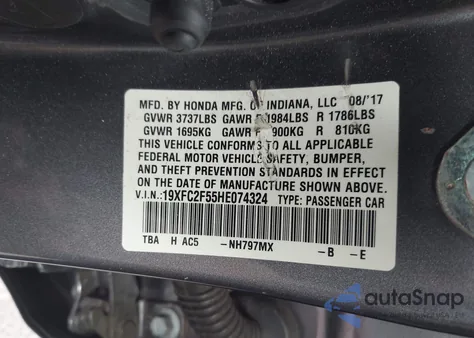 MFD. BY HONDA MFG. OF INDIANA, LLC 08/'17
GVWR 3737LBS GAWR F 1984LBS R 1786LBS
GVWR 1695KG GAWR F 900KG R 810KG
THIS VEHICLE CONFORMS TO ALL APPLICABLE
FEDERAL MOTOR VEHICLE SAFETY, BUMPER,
AND THEFT PREVENTION STANDARDS IN EFFECT
ON THE DATE OF MANUFACTURE SHOWN ABOVE.
V.I.N.:19XFC2F55HE074324 TYPE: PASSENGER CAR
TBA H AC5 -NH797MX -B -E
autoSnap